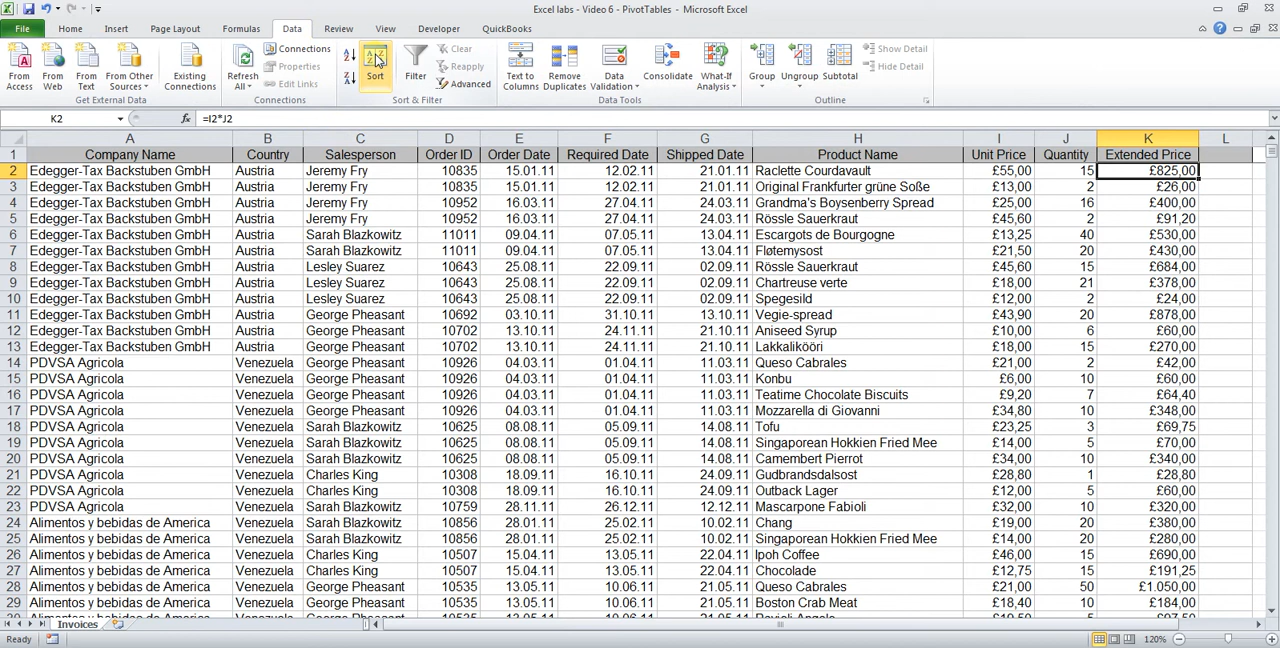 Excel labs - Video 6 - PivotTables - Microsoft Excel
File Home Insert Page Layout Formulas Data Review View Developer QuickBooks
From Access From Web From Text From Other Sources Existing Connections Refresh All Connections Properties Edit Links Sort Filter Clear Reapply Advanced Text to Columns Remove Duplicates Data Validation Consolidate What-If Analysis Group Ungroup Subtotal Show Detail Hide Detail
Get External Data Connections Sort & Filter Data Tools Outline
K2 fx =I2*J2
A B C D E F G H I J K L
1 Company Name Country Salesperson Order ID Order Date Required Date Shipped Date Product Name Unit Price Quantity Extended Price
2 Edegger-Tax Backstuben GmbH Austria Jeremy Fry 10835 15.01.11 12.02.11 21.01.11 Raclette Courdavault £55,00 15 £825,00
3 Edegger-Tax Backstuben GmbH Austria Jeremy Fry 10835 15.01.11 12.02.11 21.01.11 Original Frankfurter grüne Soße £13,00 2 £26,00
4 Edegger-Tax Backstuben GmbH Austria Jeremy Fry 10952 16.03.11 27.04.11 24.03.11 Grandma's Boysenberry Spread £25,00 16 £400,00
5 Edegger-Tax Backstuben GmbH Austria Jeremy Fry 10952 16.03.11 27.04.11 24.03.11 Rössle Sauerkraut £45,60 2 £91,20
6 Edegger-Tax Backstuben GmbH Austria Sarah Blazkowitz 11011 09.04.11 07.05.11 13.04.11 Escargots de Bourgogne £13,25 40 £530,00
7 Edegger-Tax Backstuben GmbH Austria Sarah Blazkowitz 11011 09.04.11 07.05.11 13.04.11 Fløtemysost £21,50 20 £430,00
8 Edegger-Tax Backstuben GmbH Austria Lesley Suarez 10643 25.08.11 22.09.11 02.09.11 Rössle Sauerkraut £45,60 15 £684,00
9 Edegger-Tax Backstuben GmbH Austria Lesley Suarez 10643 25.08.11 22.09.11 02.09.11 Chartreuse verte £18,00 21 £378,00
10 Edegger-Tax Backstuben GmbH Austria Lesley Suarez 10643 25.08.11 22.09.11 02.09.11 Spegesild £12,00 2 £24,00
11 Edegger-Tax Backstuben GmbH Austria George Pheasant 10692 03.10.11 31.10.11 13.10.11 Vegie-spread £43,90 20 £878,00
12 Edegger-Tax Backstuben GmbH Austria George Pheasant 10702 13.10.11 24.11.11 21.10.11 Aniseed Syrup £10,00 6 £60,00
13 Edegger-Tax Backstuben GmbH Austria George Pheasant 10702 13.10.11 24.11.11 21.10.11 Lakkalikööri £18,00 15 £270,00
14 PDVSA Agricola Venezuela George Pheasant 10926 04.03.11 01.04.11 11.03.11 Queso Cabrales £21,00 2 £42,00
15 PDVSA Agricola Venezuela George Pheasant 10926 04.03.11 01.04.11 11.03.11 Konbu £6,00 10 £60,00
16 PDVSA Agricola Venezuela George Pheasant 10926 04.03.11 01.04.11 11.03.11 Teatime Chocolate Biscuits £9,20 7 £64,40
17 PDVSA Agricola Venezuela George Pheasant 10926 04.03.11 01.04.11 11.03.11 Mozzarella di Giovanni £34,80 10 £348,00
18 PDVSA Agricola Venezuela Sarah Blazkowitz 10625 08.08.11 05.09.11 14.08.11 Tofu £23,25 3 £69,75
19 PDVSA Agricola Venezuela Sarah Blazkowitz 10625 08.08.11 05.09.11 14.08.11 Singaporean Hokkien Fried Mee £14,00 5 £70,00
20 PDVSA Agricola Venezuela Sarah Blazkowitz 10625 08.08.11 05.09.11 14.08.11 Camembert Pierrot £34,00 10 £340,00
21 PDVSA Agricola Venezuela Charles King 10308 18.09.11 16.10.11 24.09.11 Gudbrandsdalsost £28,80 1 £28,80
22 PDVSA Agricola Venezuela Charles King 10308 18.09.11 16.10.11 24.09.11 Outback Lager £12,00 5 £60,00
23 PDVSA Agricola Venezuela Sarah Blazkowitz 10759 28.11.11 26.12.11 12.12.11 Mascarpone Fabioli £32,00 10 £320,00
24 Alimentos y bebidas de America Venezuela Sarah Blazkowitz 10856 28.01.11 25.02.11 10.02.11 Chang £19,00 20 £380,00
25 Alimentos y bebidas de America Venezuela Sarah Blazkowitz 10856 28.01.11 25.02.11 10.02.11 Singaporean Hokkien Fried Mee £14,00 20 £280,00
26 Alimentos y bebidas de America Venezuela Charles King 10507 15.04.11 13.05.11 22.04.11 Ipoh Coffee £46,00 15 £690,00
27 Alimentos y bebidas de America Venezuela Charles King 10507 15.04.11 13.05.11 22.04.11 Chocolade £12,75 15 £191,25
28 Alimentos y bebidas de America Venezuela George Pheasant 10535 13.05.11 10.06.11 21.05.11 Queso Cabrales £21,00 50 £1.050,00
29 Alimentos y bebidas de America Venezuela George Pheasant 10535 13.05.11 10.06.11 21.05.11 Boston Crab Meat £18,40 10 £184,00
Invoices
Ready 120%